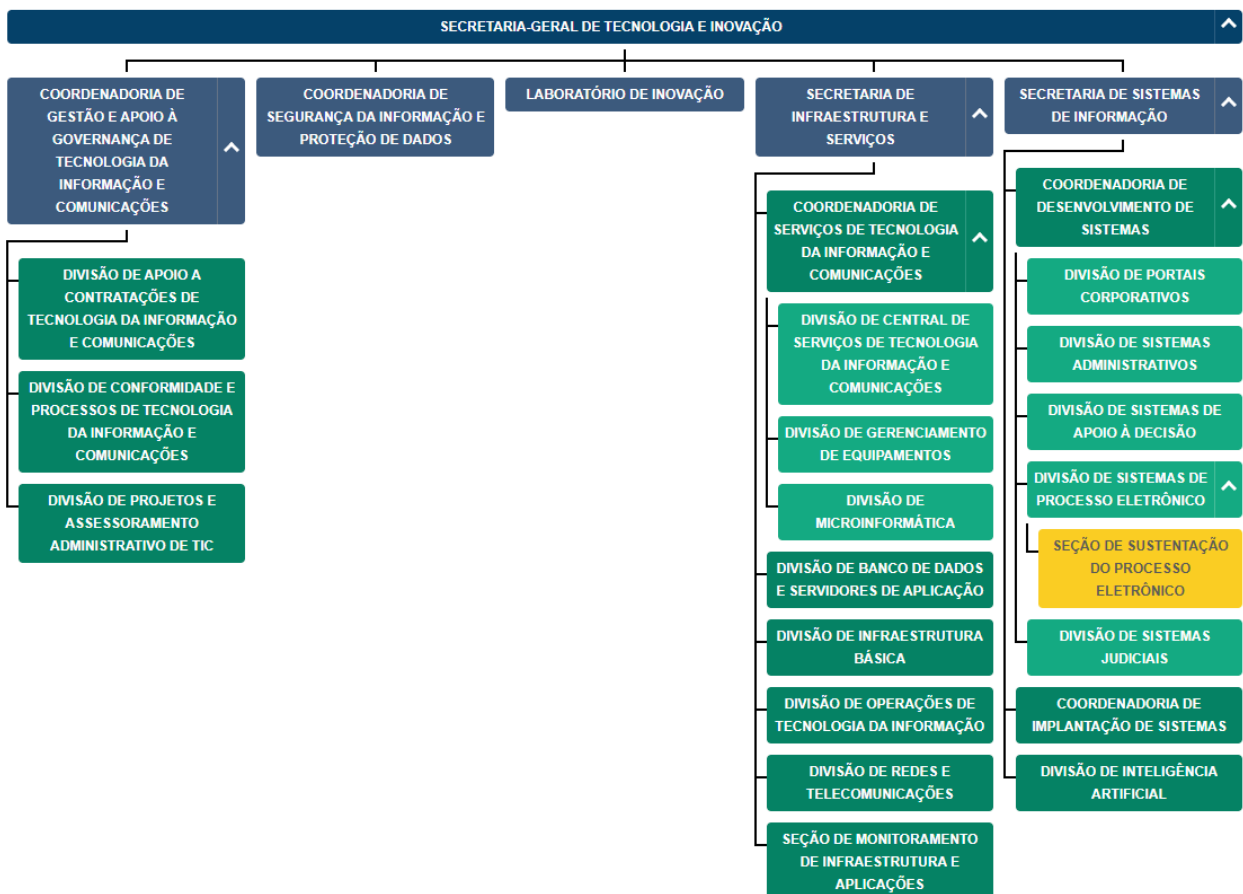 SECRETARIA-GERAL DE TECNOLOGIA E INOVAÇÃO
COORDENADORIA DE
GESTÃO E APOIO À
GOVERNANÇA DE
TECNOLOGIA DA
INFORMAÇÃO E
COMUNICAÇÕES
DIVISÃO DE APOIO A
CONTRATAÇÕES DE
TECNOLOGIA DA INFORMAÇÃO
E COMUNICAÇÕES
DIVISÃO DE CONFORMIDADE E
PROCESSOS DE TECNOLOGIA
DA INFORMAÇÃO E
COMUNICAÇÕES
DIVISÃO DE PROJETOS E
ASSESSORAMENTO
ADMINISTRATIVO DE TIC
COORDENADORIA DE
SEGURANÇA DA INFORMAÇÃO E
PROTEÇÃO DE DADOS
LABORATÓRIO DE INOVAÇÃO
SECRETARIA DE
INFRAESTRUTURA E
SERVIÇOS
COORDENADORIA DE
SERVIÇOS DE TECNOLOGIA
DA INFORMAÇÃO E
COMUNICAÇÕES
DIVISÃO DE CENTRAL DE
SERVIÇOS DE TECNOLOGIA
DA INFORMAÇÃO E
COMUNICAÇÕES
DIVISÃO DE GERENCIAMENTO
DE EQUIPAMENTOS
DIVISÃO DE
MICROINFORMÁTICA
DIVISÃO DE BANCO DE DADOS
E SERVIDORES DE APLICAÇÃO
DIVISÃO DE INFRAESTRUTURA
BÁSICA
DIVISÃO DE OPERAÇÕES DE
TECNOLOGIA DA INFORMAÇÃO
DIVISÃO DE REDES E
TELECOMUNICAÇÕES
SEÇÃO DE MONITORAMENTO
DE INFRAESTRUTURA E
APLICAÇÕES
SECRETARIA DE SISTEMAS
DE INFORMAÇÃO
COORDENADORIA DE
DESENVOLVIMENTO DE
SISTEMAS
DIVISÃO DE PORTAIS
CORPORATIVOS
DIVISÃO DE SISTEMAS
ADMINISTRATIVOS
DIVISÃO DE SISTEMAS DE
APOIO À DECISÃO
DIVISÃO DE SISTEMAS DE
PROCESSO ELETRÔNICO
SEÇÃO DE SUSTENTAÇÃO
DO PROCESSO
ELETRÔNICO
DIVISÃO DE SISTEMAS
JUDICIAIS
COORDENADORIA DE
IMPLANTAÇÃO DE SISTEMAS
DIVISÃO DE INTELIGÊNCIA
ARTIFICIAL